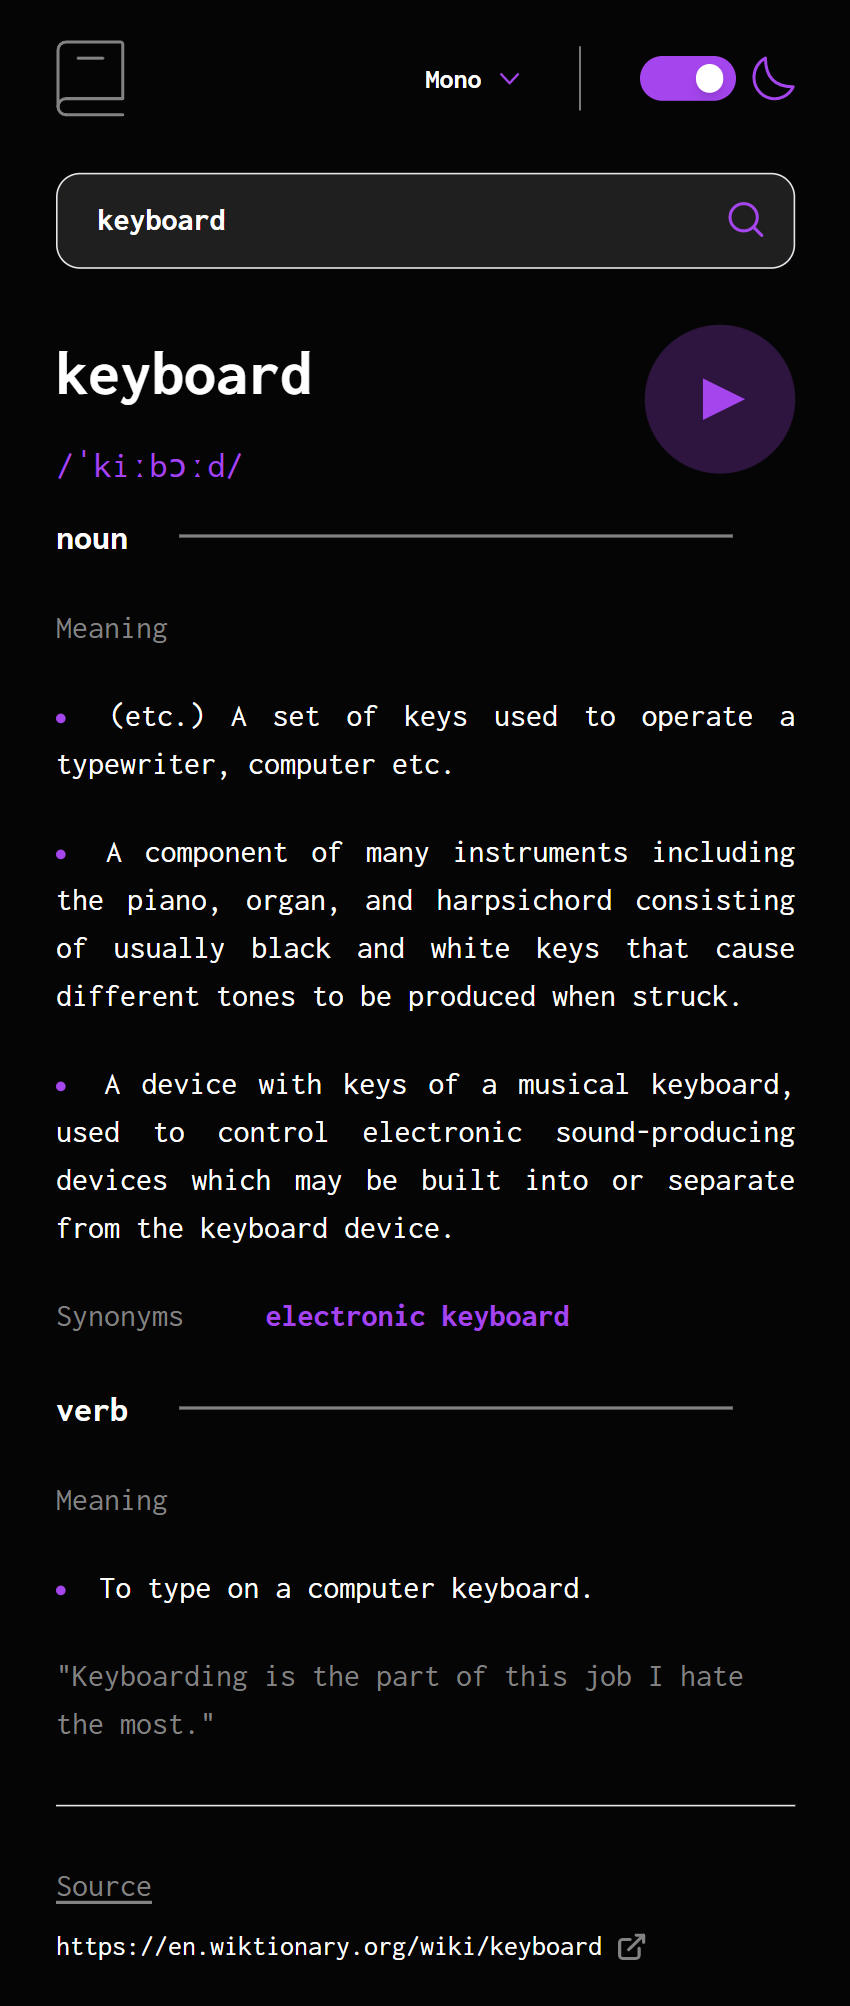 Mono
keyboard
keyboard
/ˈkiːbɔːd/
noun
Meaning
• (etc.) A set of keys used to operate a
typewriter, computer etc.
• A component of many instruments including
the piano, organ, and harpsichord consisting
of usually black and white keys that cause
different tones to be produced when struck.
• A device with keys of a musical keyboard,
used to control electronic sound-producing
devices which may be built into or separate
from the keyboard device.
Synonyms electronic keyboard
verb
Meaning
• To type on a computer keyboard.
"Keyboarding is the part of this job I hate
the most."
Source
https://en.wiktionary.org/wiki/keyboard